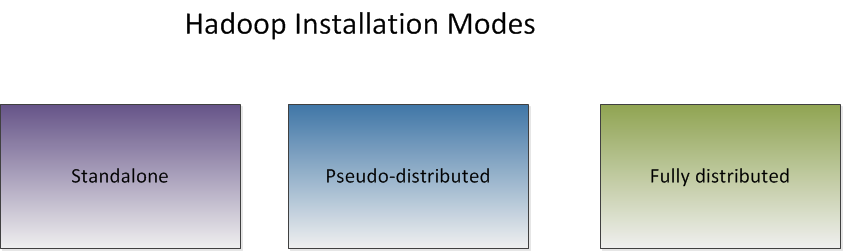 Hadoop Installation Modes
Standalone
Pseudo-distributed
Fully distributed